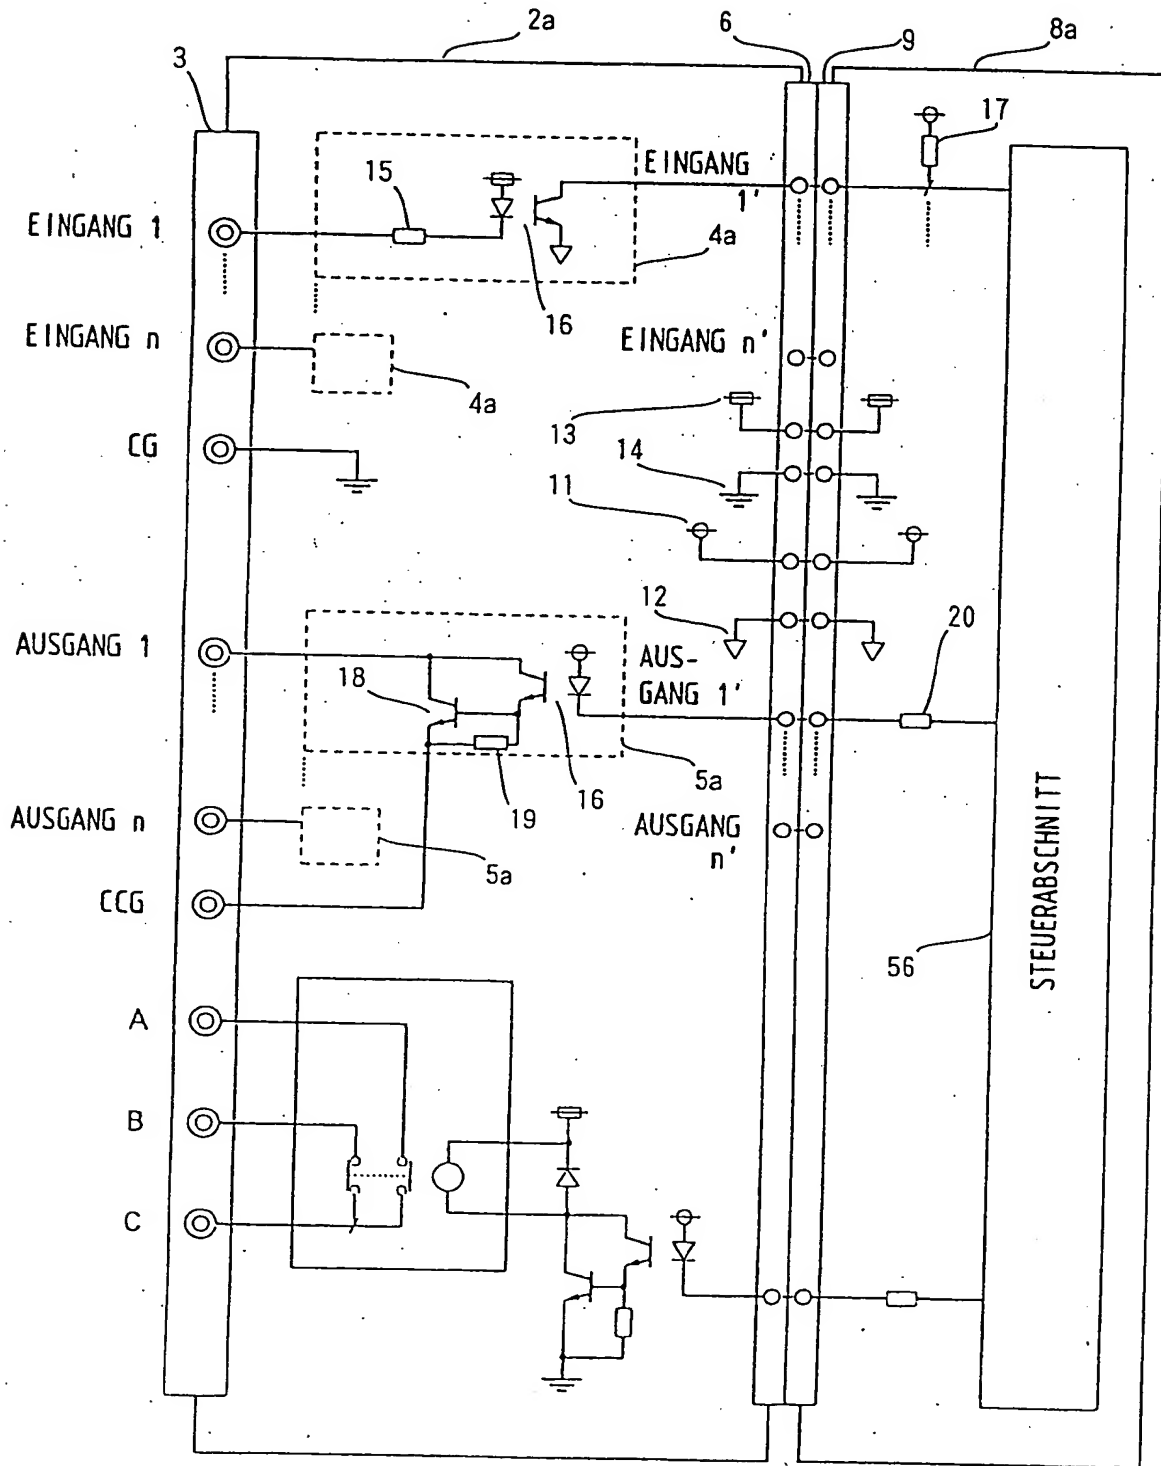 2a
6
9
8a
3
17
15
EINGANG
1'
EINGANG 1
4a
16
EINGANG n
EINGANG n'
4a
13
CG
14
11
12
20
AUSGANG 1
AUS-
GANG 1'
18
5a
16
19
AUSGANG n
AUSGANG
n'
5a
CCG
STEUERABSCHNITT
56
A
B
C